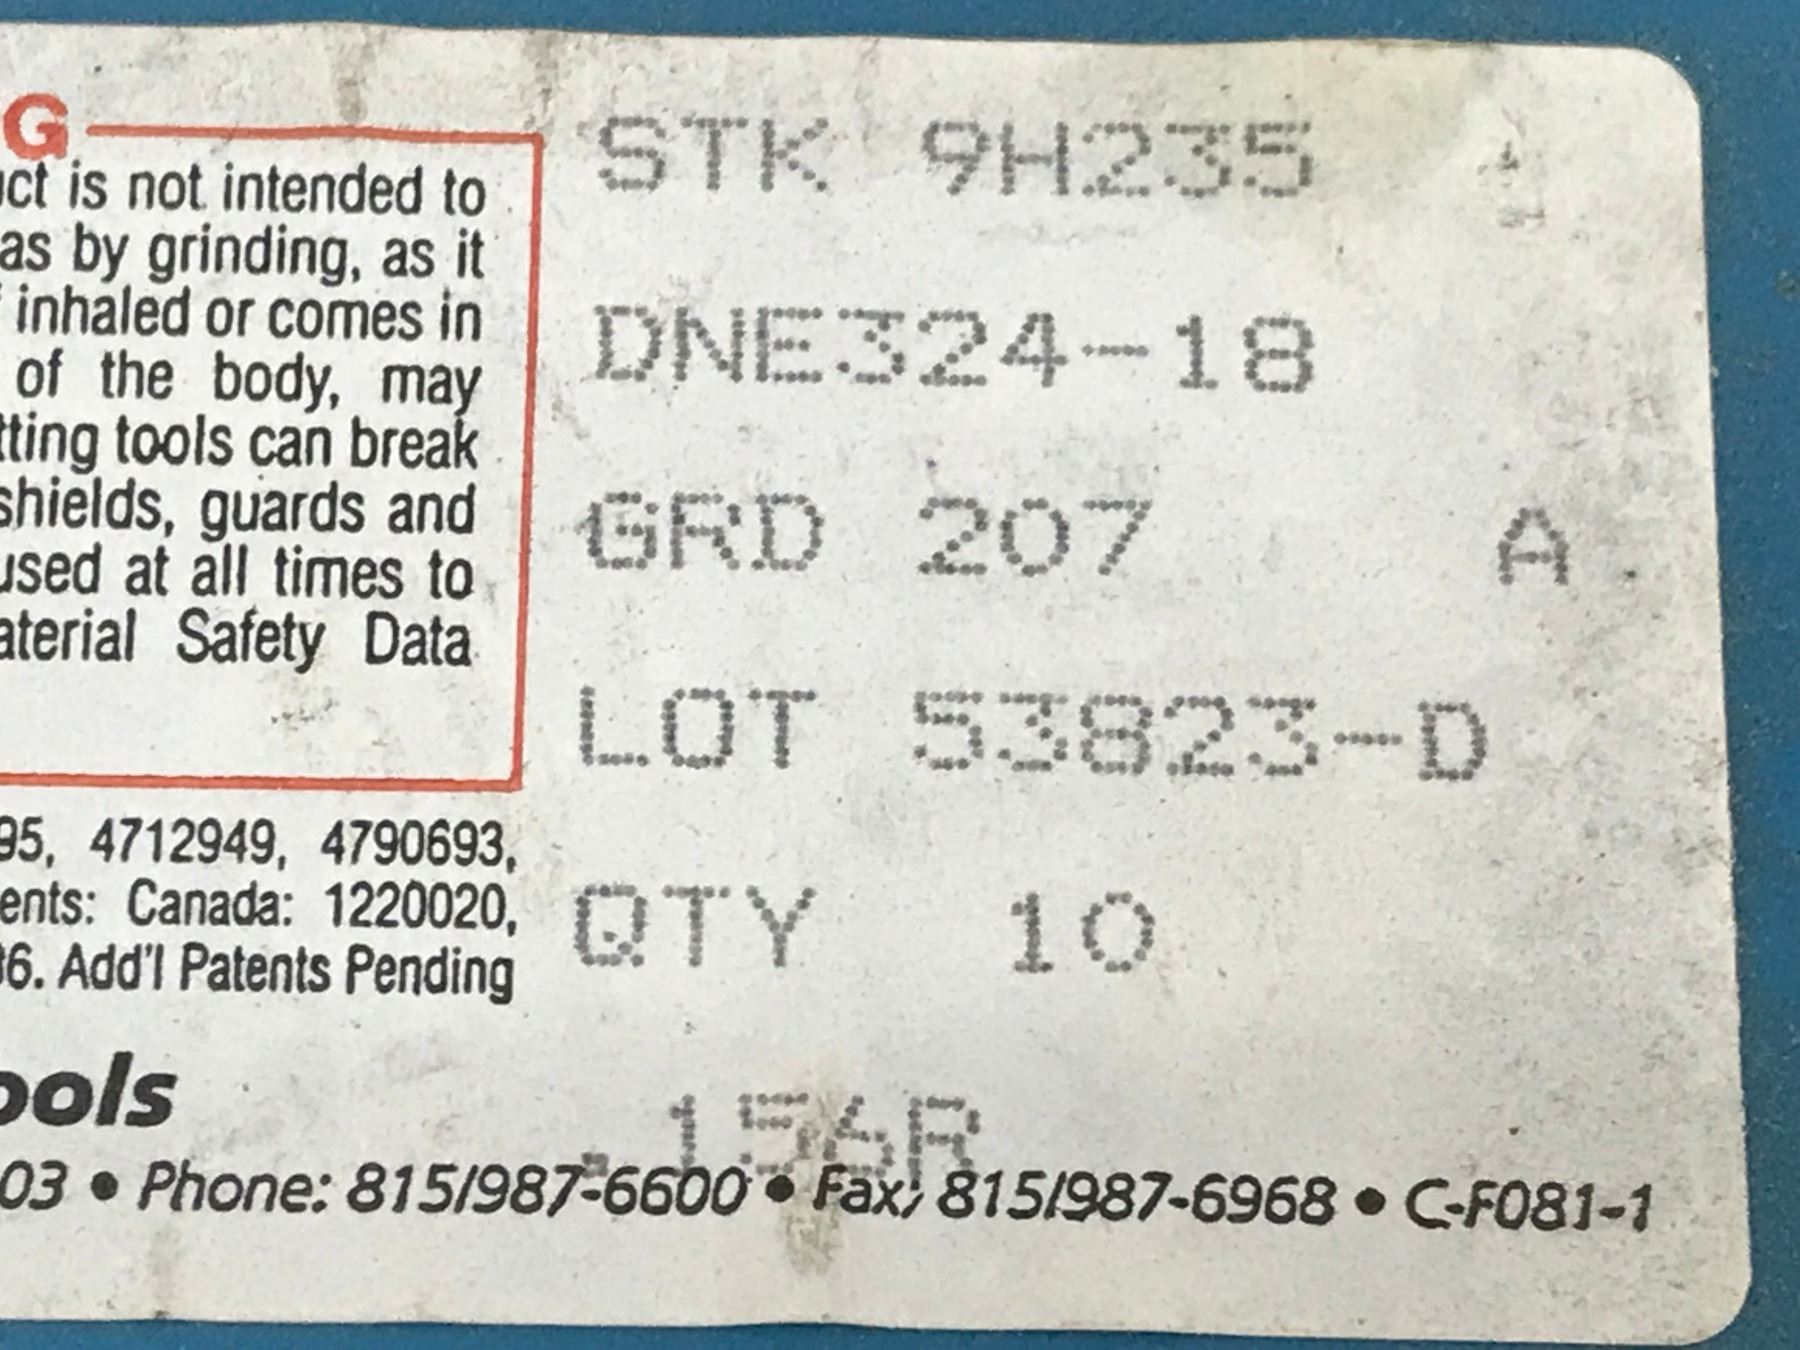 G
uct is not intended to
as by grinding, as it
f inhaled or comes in
of the body, may
tting tools can break
shields, guards and
used at all times to
aterial Safety Data
95, 4712949, 4790693,
ents: Canada: 1220020,
36. Add'l Patents Pending
ools
03 • Phone: 815/987-6600 • Fax: 815/987-6968 • C-F081-1
STK 9H235
DNE324-18
GRD 207 A
LOT 53823-D
QTY 10
.156R